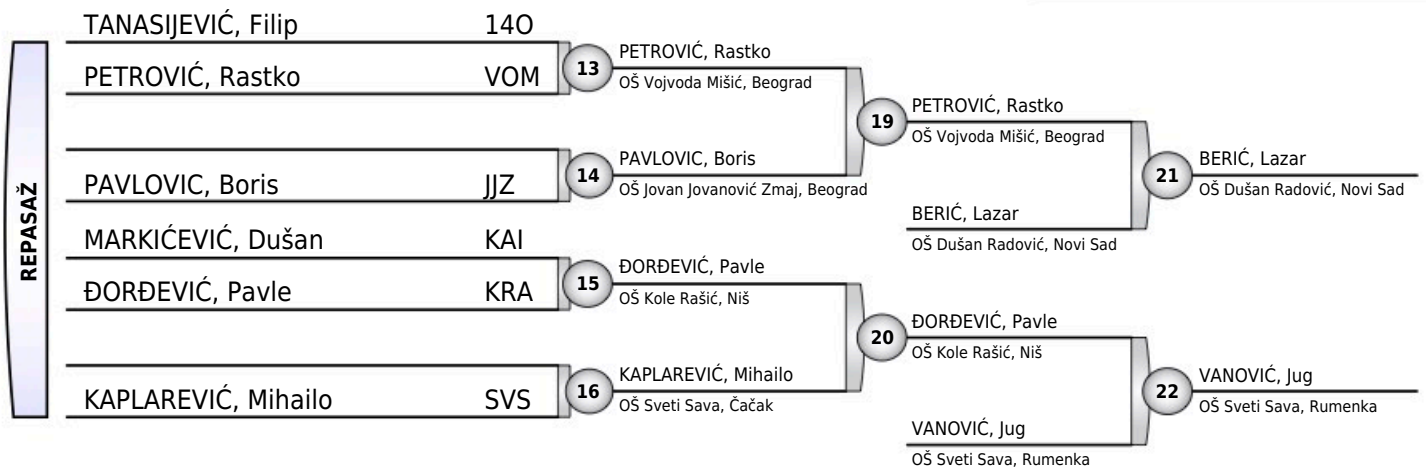 REPASAŽ
TANASIJEVIĆ, Filip 14O
PETROVIĆ, Rastko VOM
PAVLOVIC, Boris JJZ
MARKIĆEVIĆ, Dušan KAI
ĐORĐEVIĆ, Pavle KRA
KAPLAREVIĆ, Mihailo SVS
13
PETROVIĆ, Rastko
OŠ Vojvoda Mišić, Beograd
14
PAVLOVIC, Boris
OŠ Jovan Jovanović Zmaj, Beograd
15
ĐORĐEVIĆ, Pavle
OŠ Kole Rašić, Niš
16
KAPLAREVIĆ, Mihailo
OŠ Sveti Sava, Čačak
19
PETROVIĆ, Rastko
OŠ Vojvoda Mišić, Beograd
BERIĆ, Lazar
OŠ Dušan Radović, Novi Sad
20
ĐORĐEVIĆ, Pavle
OŠ Kole Rašić, Niš
VANOVIĆ, Jug
OŠ Sveti Sava, Rumenka
21
BERIĆ, Lazar
OŠ Dušan Radović, Novi Sad
22
VANOVIĆ, Jug
OŠ Sveti Sava, Rumenka